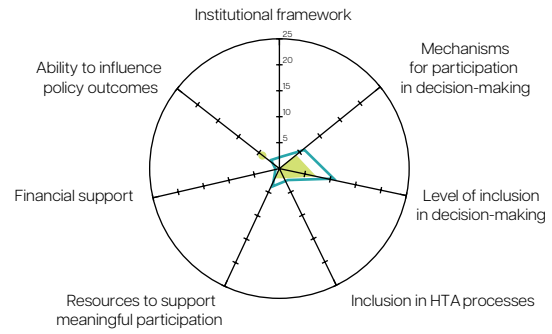 Institutional framework
25
20
15
10
5
Mechanisms
for participation
in decision-making
Level of inclusion
in decision-making
Inclusion in HTA processes
Resources to support
meaningful participation
Financial support
Ability to influence
policy outcomes